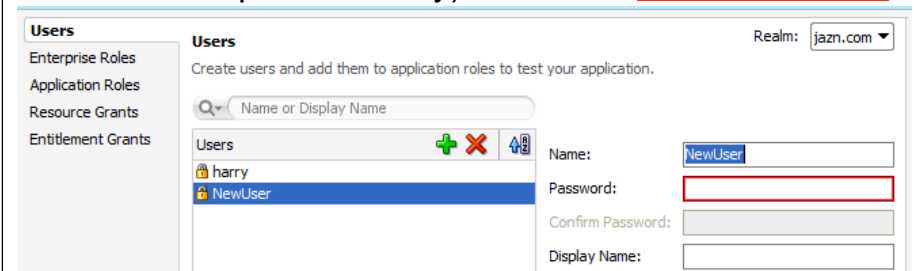 Users
Enterprise Roles
Application Roles
Resource Grants
Entitlement Grants
Users
Realm: jazn.com
Create users and add them to application roles to test your application.
Name or Display Name
Users
harry
NewUser
Name: NewUser
Password:
Confirm Password:
Display Name: